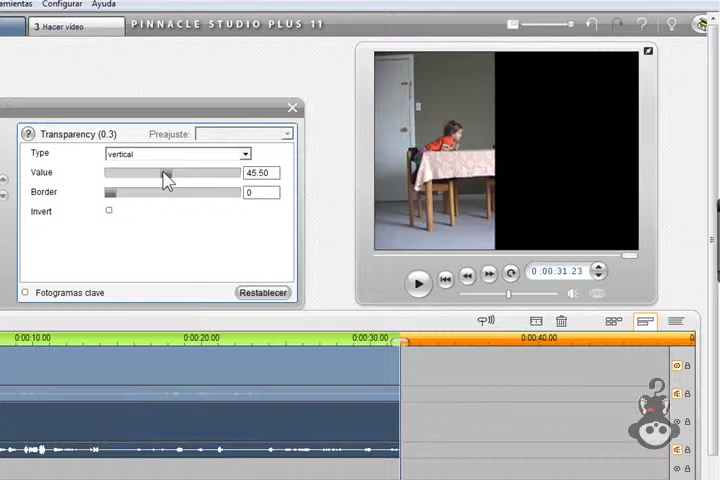 amientas Configurar Ayuda
3 Hacer vídeo PINNACLE STUDIO PLUS 11
Transparency (0.3) Preajuste:
Type vertical
Value 45.50
Border 0
Invert
0:00:31.23
Fotogramas clave Restablecer
0:00:10.00 0:00:20.00 0:00:30.00 0:00:40.00 0